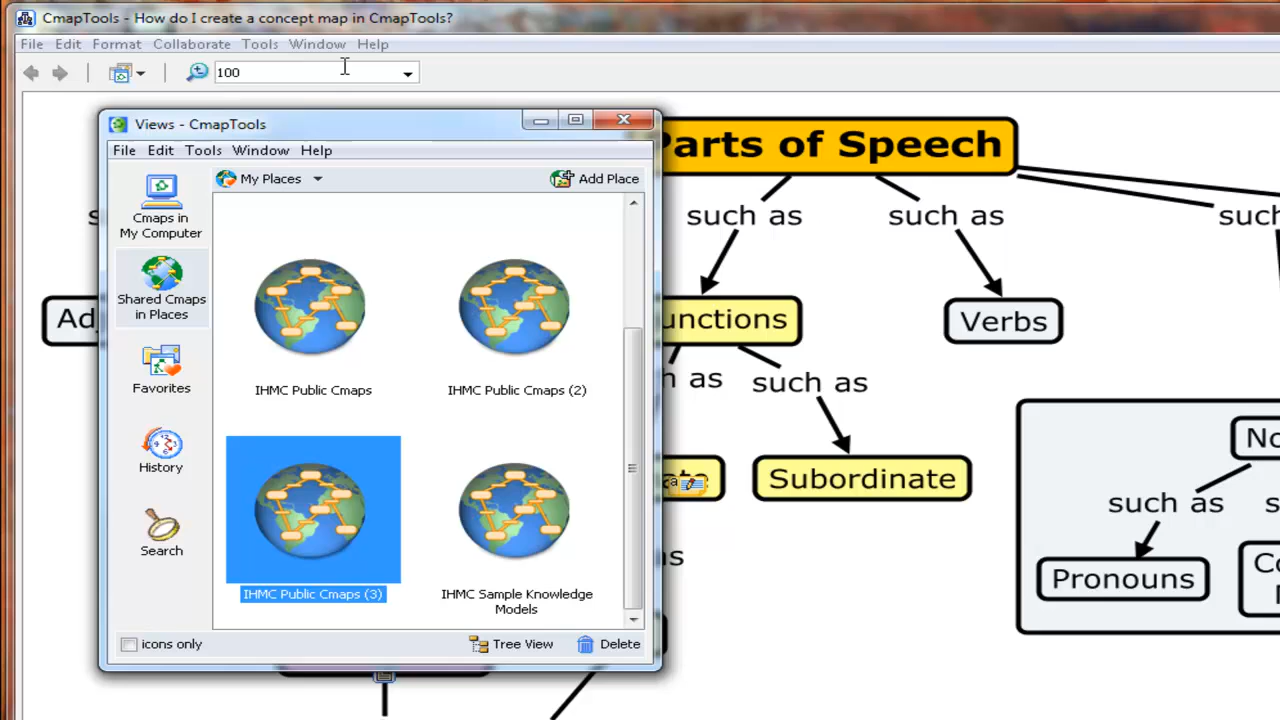 CmapTools - How do I create a concept map in CmapTools?
File Edit Format Collaborate Tools Window Help
100
Views - CmapTools
File Edit Tools Window Help
My Places Add Place
Cmaps in
My Computer
Shared Cmaps
in Places
Favorites
History
Search
IHMC Public Cmaps
IHMC Public Cmaps (2)
IHMC Public Cmaps (3)
IHMC Sample Knowledge
Models
icons only
Tree View
Delete
Parts of Speech
such as
such as
such
unctions
Verbs
as
such as
Subordinate
such as
Pronouns
as